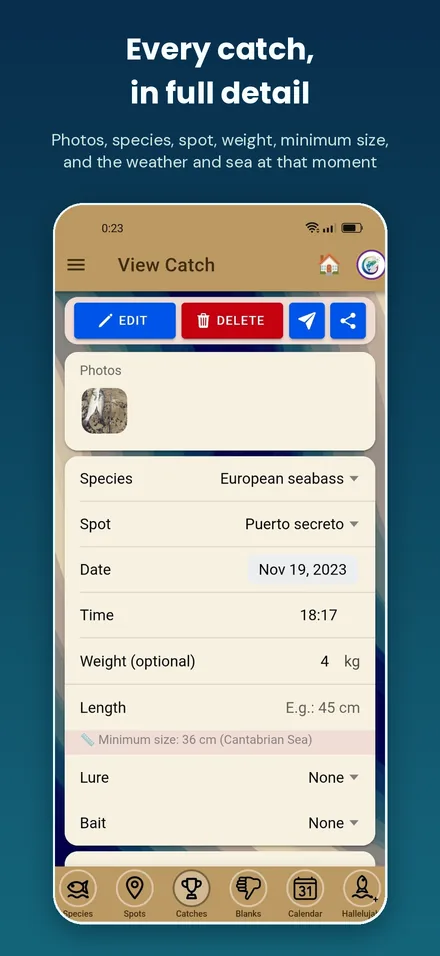 Every catch,
in full detail
Photos, species, spot, weight, minimum size,
and the weather and sea at that moment
0:23
View Catch
EDIT
DELETE
Photos
Species
European seabass
Spot
Puerto secreto
Date
Nov 19, 2023
Time
18:17
Weight (optional)
4 kg
Length
E.g.: 45 cm
Minimum size: 36 cm (Cantabrian Sea)
Lure
None
Bait
None
31
Species
Spots
Catches
Blanks
Calendar